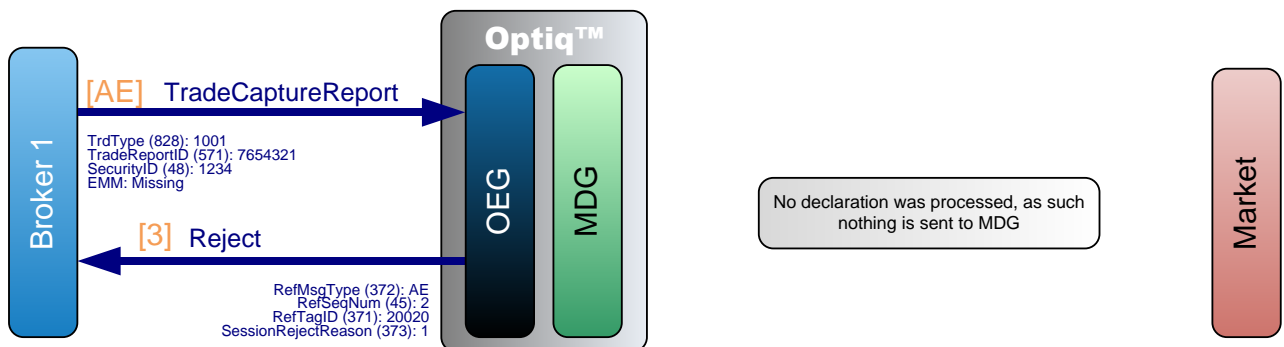 Optiq™
Broker 1
[AE] TradeCaptureReport
TrdType (828): 1001
TradeReportID (571): 7654321
SecurityID (48): 1234
EMM: Missing
[3] Reject
RefMsgType (372): AE
RefSeqNum (45): 2
RefTagID (371): 20020
SessionRejectReason (373): 1
OEG
MDG
No declaration was processed, as such
nothing is sent to MDG
Market